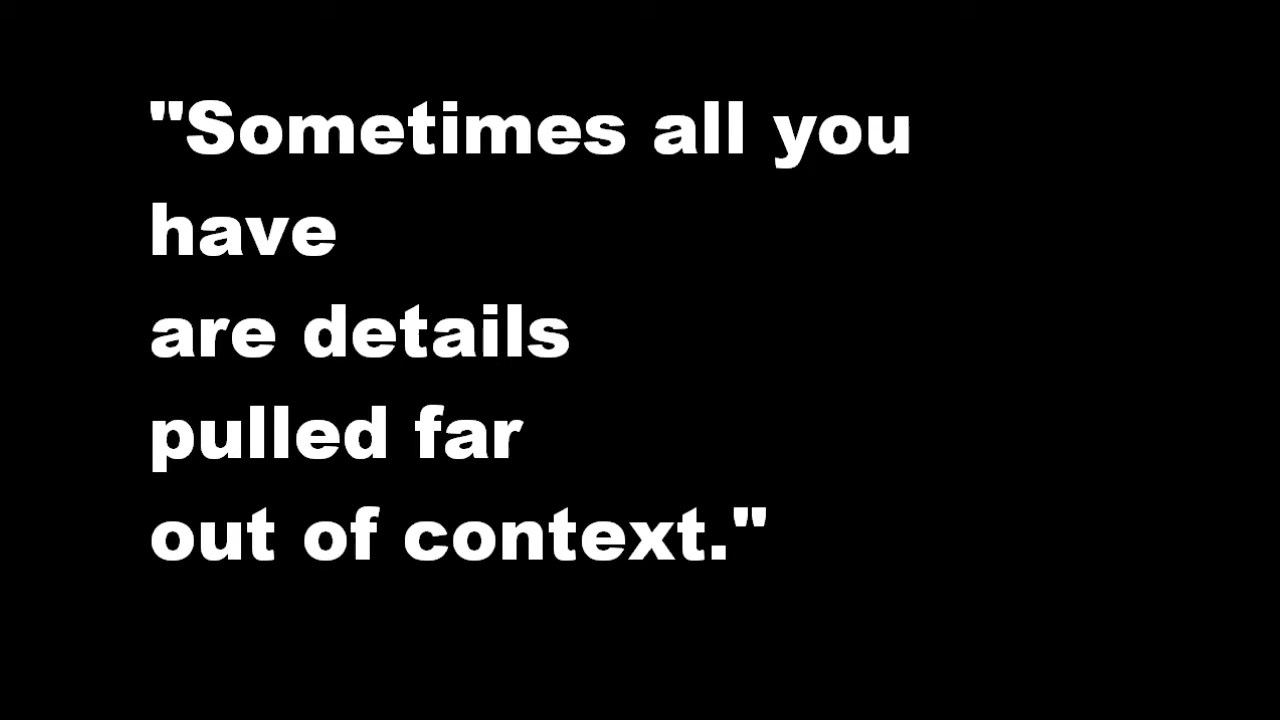 "Sometimes all you
have
are details
pulled far
out of context."